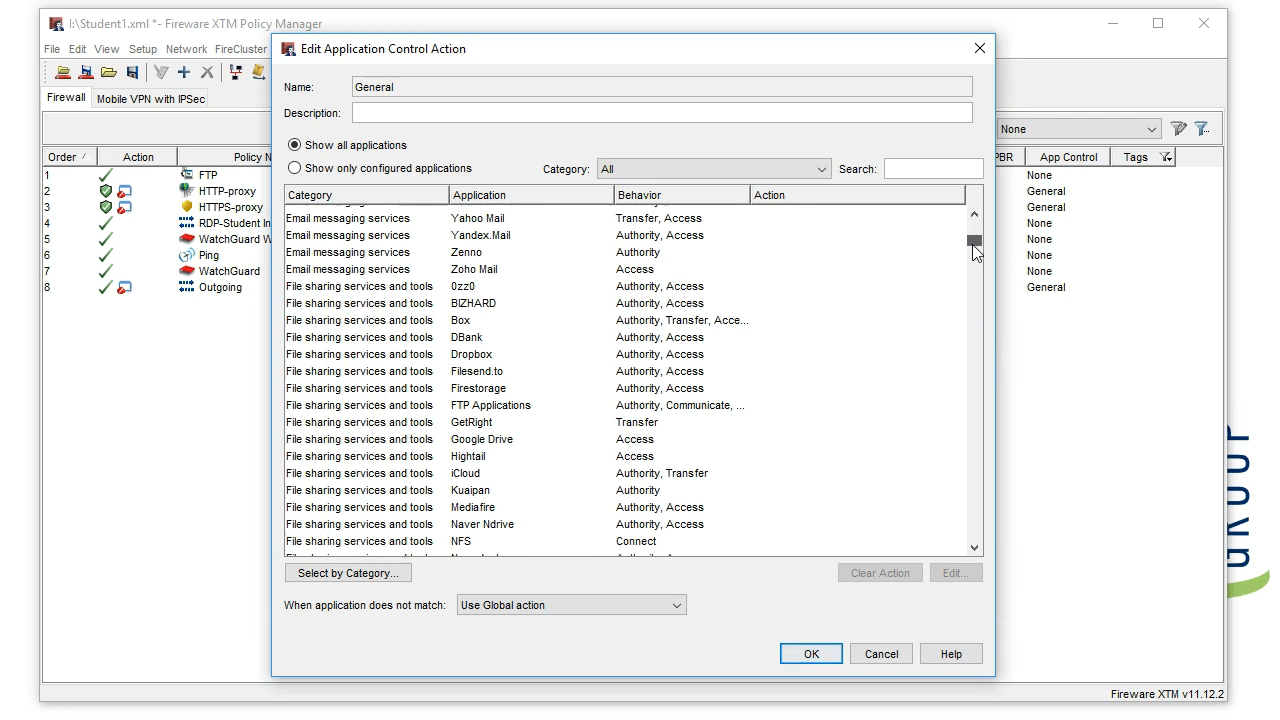 I:\Student1.xml *- Fireware XTM Policy Manager
File Edit View Setup Network FireCluster
Firewall
Mobile VPN with IPSec
None
Order / Action Policy N
PBR App Control Tags
1 FTP None
2 HTTP-proxy General
3 HTTPS-proxy General
4 RDP-Student In None
5 WatchGuard W None
6 Ping None
7 WatchGuard None
8 Outgoing General
Edit Application Control Action
Name: General
Description:
Show all applications
Show only configured applications
Category: All
Search:
Category Application Behavior Action
Email messaging services Yahoo Mail Transfer, Access
Email messaging services Yandex.Mail Authority, Access
Email messaging services Zenno Authority
Email messaging services Zoho Mail Access
File sharing services and tools 0zz0 Authority, Access
File sharing services and tools BIZHARD Authority, Access
File sharing services and tools Box Authority, Transfer, Acce...
File sharing services and tools DBank Authority, Access
File sharing services and tools Dropbox Authority, Access
File sharing services and tools Filesend.to Authority, Access
File sharing services and tools Firestorage Authority, Access
File sharing services and tools FTP Applications Authority, Communicate, ...
File sharing services and tools GetRight Transfer
File sharing services and tools Google Drive Access
File sharing services and tools Hightail Access
File sharing services and tools iCloud Authority, Transfer
File sharing services and tools Kuaipan Authority
File sharing services and tools Mediafire Authority, Access
File sharing services and tools Naver Ndrive Authority, Access
File sharing services and tools NFS Connect
Select by Category...
Clear Action
Edit...
When application does not match: Use Global action
OK
Cancel
Help
Fireware XTM v11.12.2
GROUP